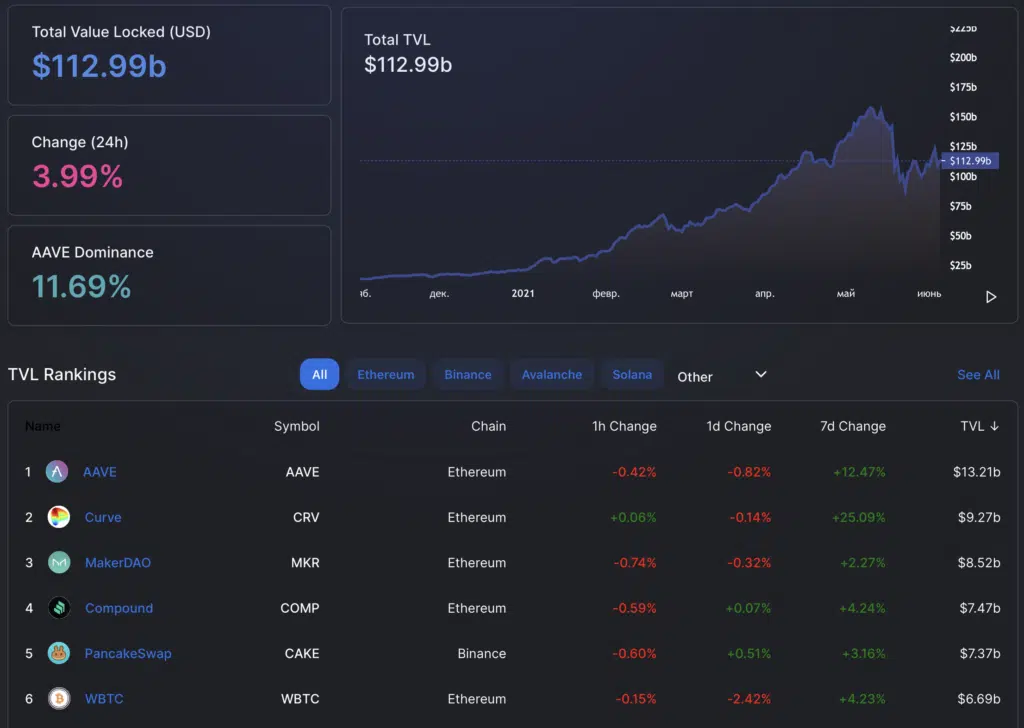 Total Value Locked (USD)
$112.99b
Change (24h)
3.99%
AAVE Dominance
11.69%
Total TVL
$112.99b
$225b
$200b
$175b
$150b
$125b
$112.99b
$100b
$75b
$50b
$25b
дек. 2021 февр. март апр. май июнь
TVL Rankings All Ethereum Binance Avalanche Solana Other See All
Name Symbol Chain 1h Change 1d Change 7d Change TVL ↓
1 AAVE AAVE Ethereum -0.42% -0.82% +12.47% $13.21b
2 Curve CRV Ethereum +0.06% -0.14% +25.09% $9.27b
3 MakerDAO MKR Ethereum -0.74% -0.32% +2.27% $8.52b
4 Compound COMP Ethereum -0.59% +0.07% +4.24% $7.47b
5 PancakeSwap CAKE Binance -0.60% +0.51% +3.16% $7.37b
6 WBTC WBTC Ethereum -0.15% -2.42% +4.23% $6.69b